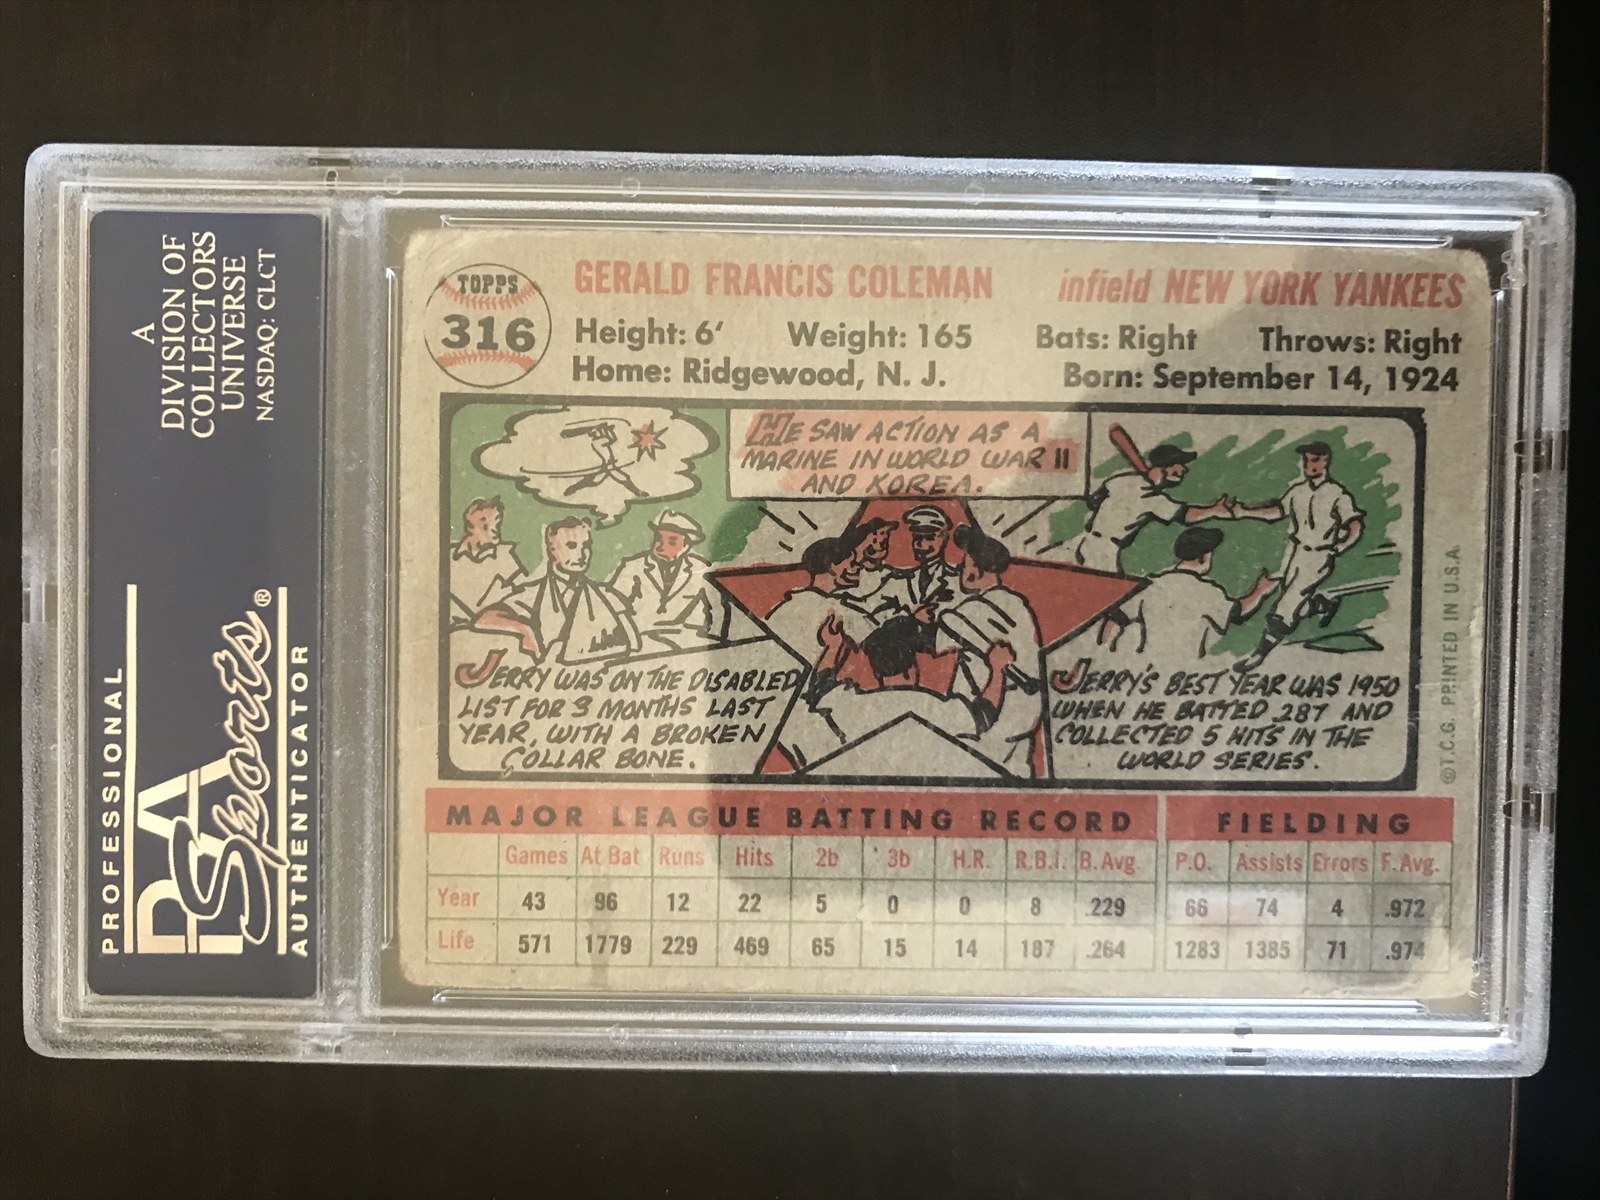 A
DIVISION OF
COLLECTORS
UNIVERSE
NASDAQ: CLCT
PROFESSIONAL
PSA
Sports®
AUTHENTICATOR
TOPPS
316
GERALD FRANCIS COLEMAN infield NEW YORK YANKEES
Height: 6' Weight: 165 Bats: Right Throws: Right
Home: Ridgewood, N. J. Born: September 14, 1924
HE SAW ACTION AS A
MARINE IN WORLD WAR II
AND KOREA.
JERRY WAS ON THE DISABLED
LIST FOR 3 MONTHS LAST
YEAR, WITH A BROKEN
COLLAR BONE.
JERRY'S BEST YEAR WAS 1950
WHEN HE BATTED .287 AND
COLLECTED 5 HITS IN THE
WORLD SERIES.
©T.C.G. PRINTED IN U.S.A.
MAJOR LEAGUE BATTING RECORD FIELDING
Games At Bat Runs Hits 2b 3b H.R. R.B.I. B. Avg. P.O. Assists Errors F. Avg.
Year 43 96 12 22 5 0 0 8 .229 66 74 4 .972
Life 571 1779 229 469 65 15 14 187 .264 1283 1385 71 .974